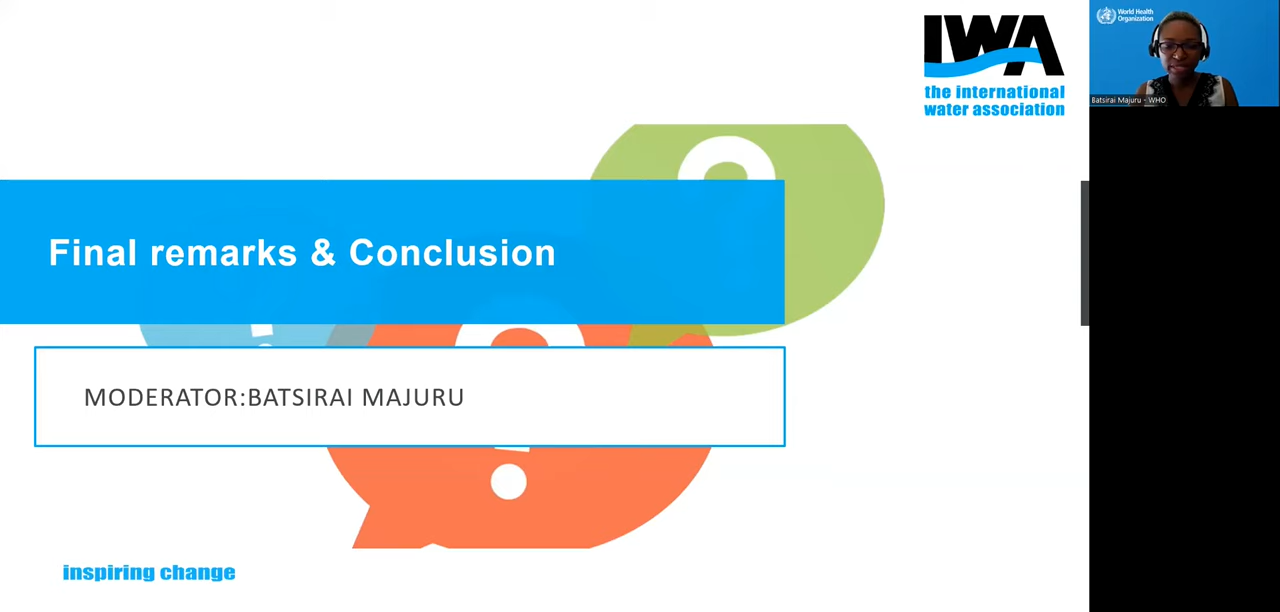 IWA
the international
water association
World Health
Organization
Batsirai Majuru - WHO
Final remarks & Conclusion
MODERATOR:BATSIRAI MAJURU
inspiring change